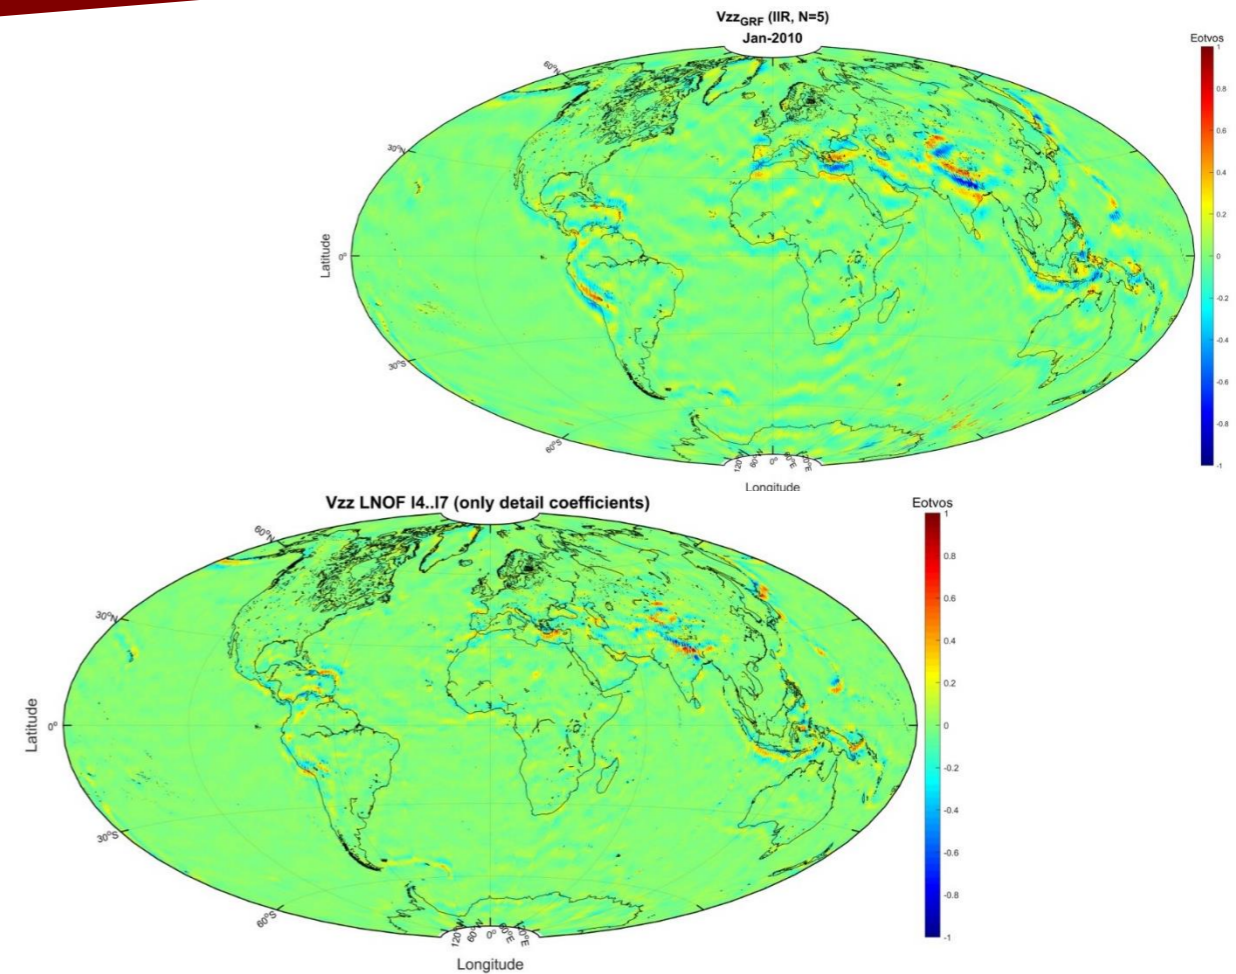 Vzz_GRF (IIR, N=5)
Jan-2010
Eotvos
1
0.8
0.6
0.4
0.2
0
-0.2
-0.4
-0.6
-0.8
-1
60°N
30°N
0°
30°S
60°S
Latitude
120°W
60°W
0°
60°E
120°E
Longitude
Vzz LNOF l4..l7 (only detail coefficients)
Eotvos
1
0.8
0.6
0.4
0.2
0
-0.2
-0.4
-0.6
-0.8
-1
60°N
30°N
0°
30°S
60°S
Latitude
120°W
60°W
0°
60°E
120°E
Longitude